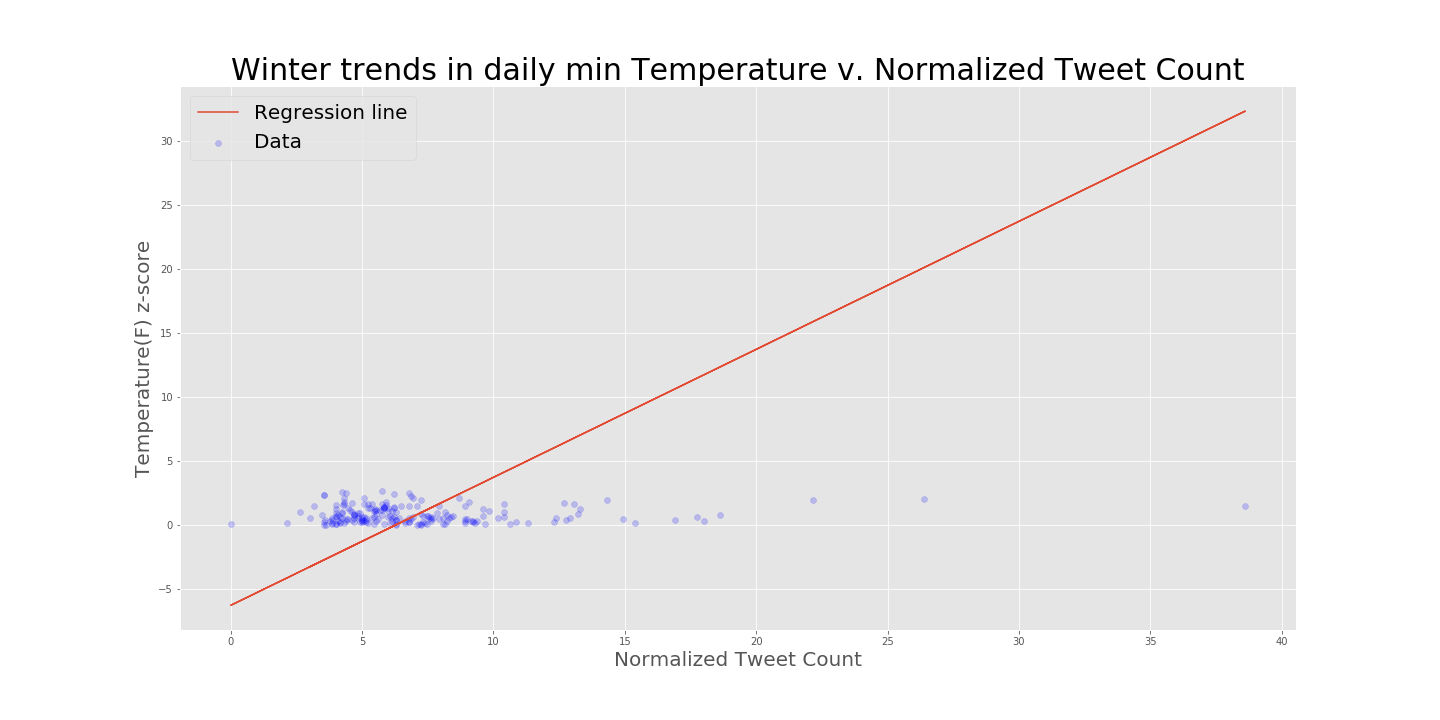 Winter trends in daily min Temperature v. Normalized Tweet Count
Regression line
Data
Temperature(F) z-score
30
25
20
15
10
5
0
−5
0 5 10 15 20 25 30 35 40
Normalized Tweet Count